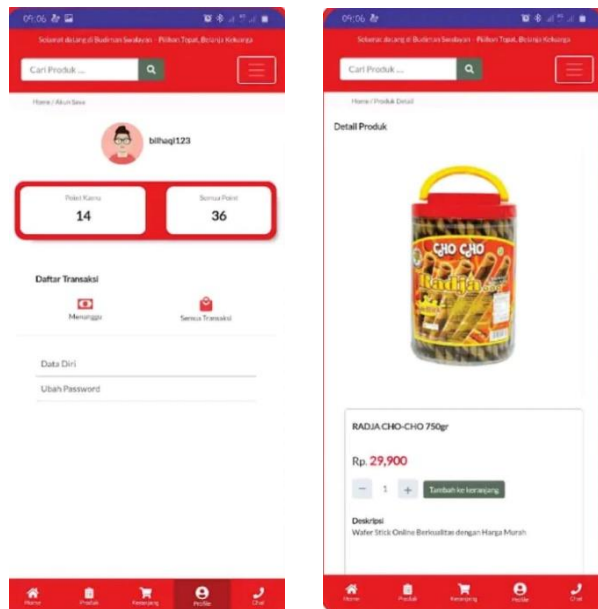 09:06
Selamat datang di Budiman Swalayan - Pilihan Tepat, Belanja Keluarga
Cari Produk ...
Home / Akun Saya
bilhaql123
Point Kamu
14
Semua Point
36
Daftar Transaksi
Menunggu
Semua Transaksi
Data Diri
Ubah Password
Home
Produk
Keranjang
Profile
Chat
09:06
Selamat datang di Budiman Swalayan - Pilihan Tepat, Belanja Keluarga
Cari Produk ...
Home / Produk Detail
Detail Produk
CHO CHO
Radja
RADJA CHO-CHO 750gr
Rp. 29,900
1
Tambah ke keranjang
Deskripsi
Wafer Stick Online Berkualitas dengan Harga Murah
Home
Produk
Keranjang
Profile
Chat